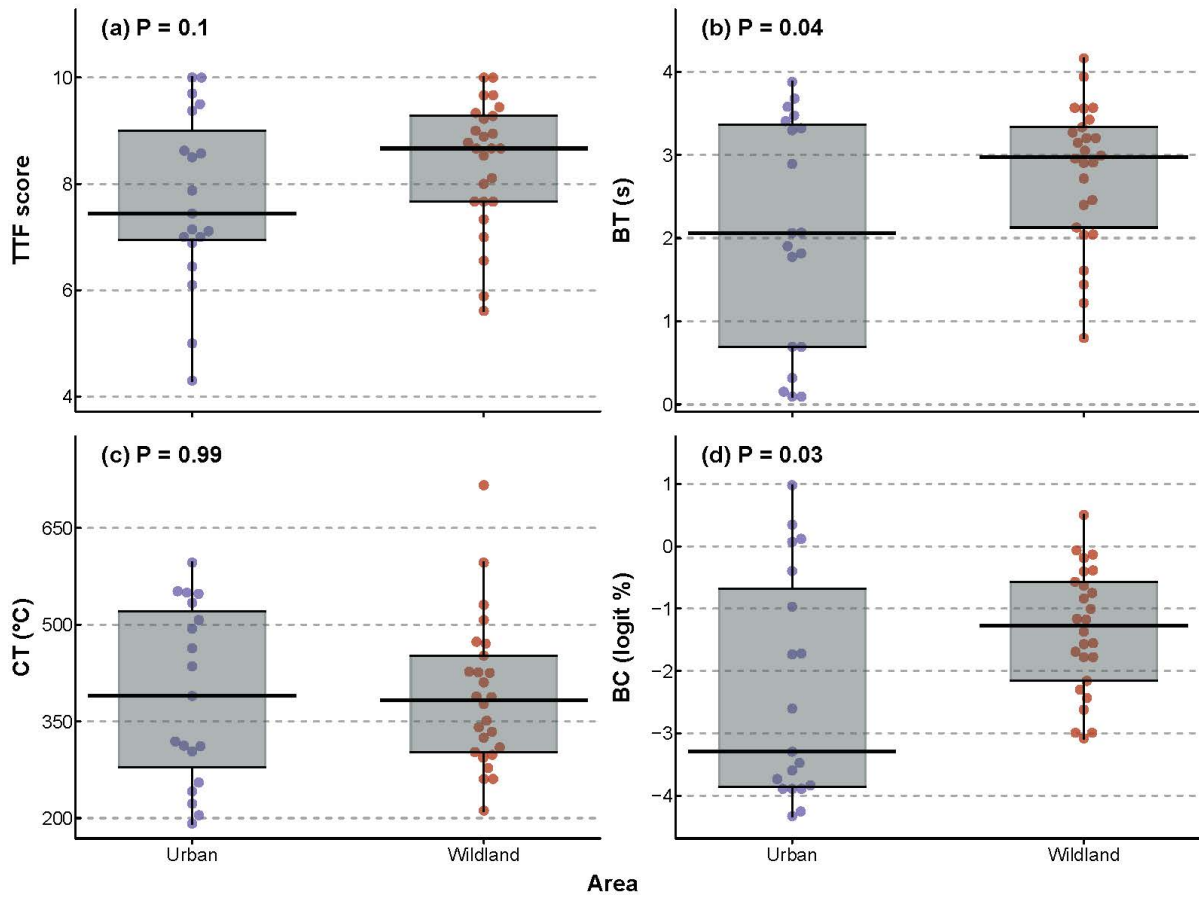 (a) P = 0.1
TTF score
10
8
6
4
(b) P = 0.04
BT (s)
4
3
2
1
0
(c) P = 0.99
CT (ºC)
650
500
350
200
Urban
Wildland
(d) P = 0.03
BC (logit %)
1
0
−1
−2
−3
−4
Urban
Wildland
Area